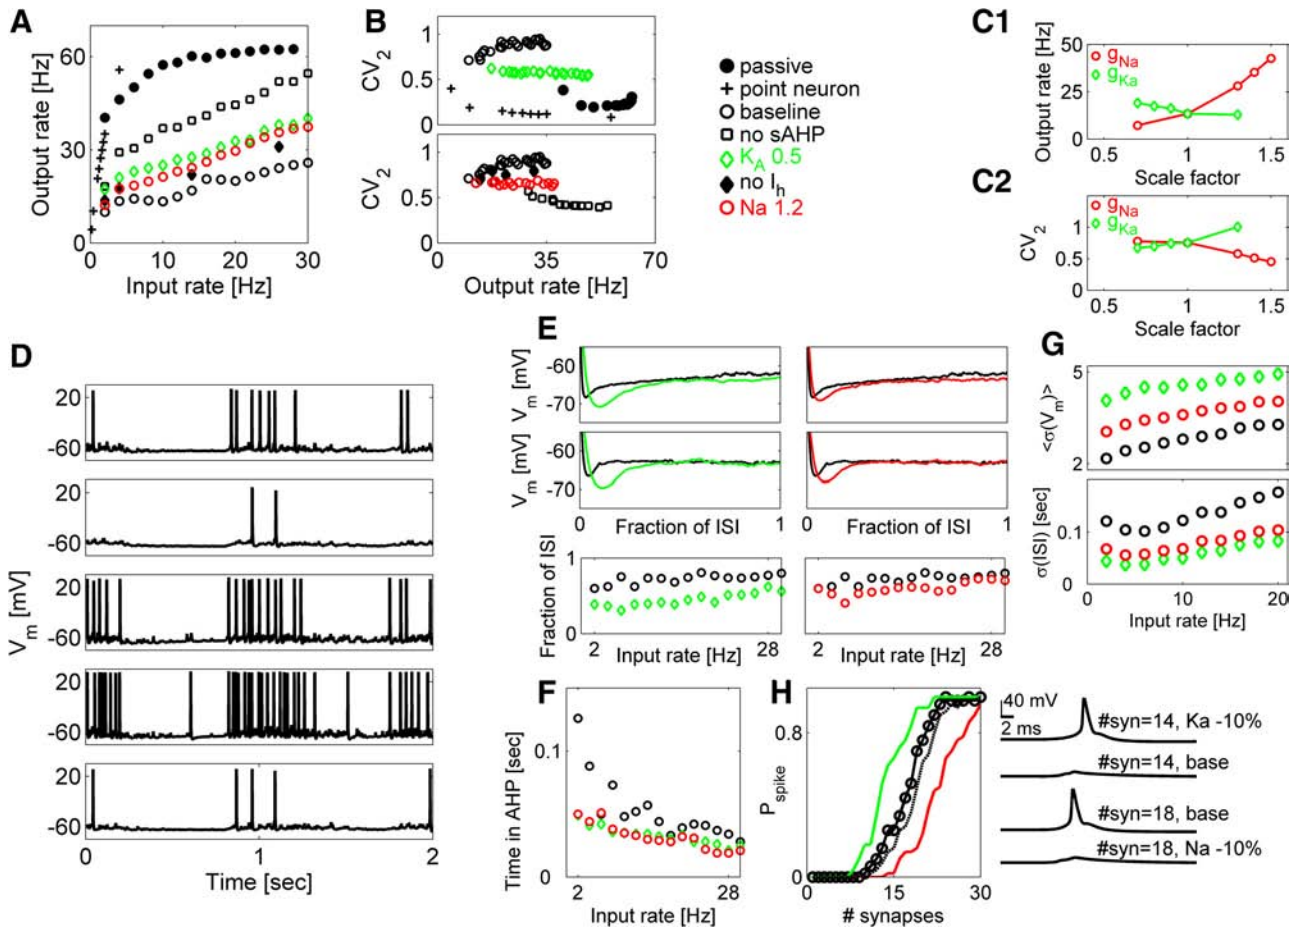 A
Output rate [Hz]
60
30
0
0 10 20 30
Input rate [Hz]
B
CV2
1
0.5
0
CV2
1
0.5
0
0 35 70
Output rate [Hz]
passive
point neuron
baseline
no sAHP
KA 0.5
no Ih
Na 1.2
C1
Output rate [Hz]
50
25
0
gNa
gKa
0.5 1 1.5
Scale factor
C2
CV2
1
0.5
0
gNa
gKa
0.5 1 1.5
Scale factor
D
Vm [mV]
20
-60
20
-60
20
-60
20
-60
20
-60
0 1 2
Time [sec]
E
Vm [mV]
-60
-70
Vm [mV]
-60
-70
Vm [mV]
-60
-70
Vm [mV]
-60
-70
0 1
Fraction of ISI
0 1
Fraction of ISI
Fraction of ISI
1
0
2 28
Input rate [Hz]
1
0
2 28
Input rate [Hz]
F
Time in AHP [sec]
0.1
0
2 28
Input rate [Hz]
G
<σ(Vm)>
5
2
σ(ISI) [sec]
0.1
0
0 10 20
Input rate [Hz]
H
Pspike
0.8
0
0 15 30
# synapses
40 mV
2 ms
#syn=14, Ka -10%
#syn=14, base
#syn=18, base
#syn=18, Na -10%